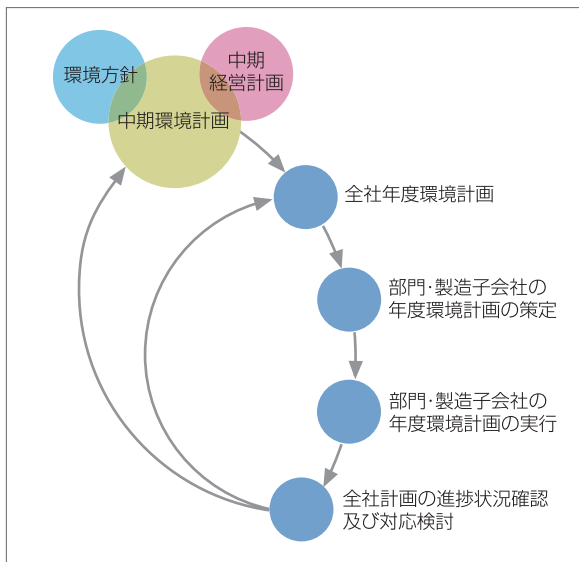 環境方針
中期
経営計画
中期環境計画
全社年度環境計画
部門・製造子会社の
年度環境計画の策定
部門・製造子会社の
年度環境計画の実行
全社計画の進捗状況確認
及び対応検討